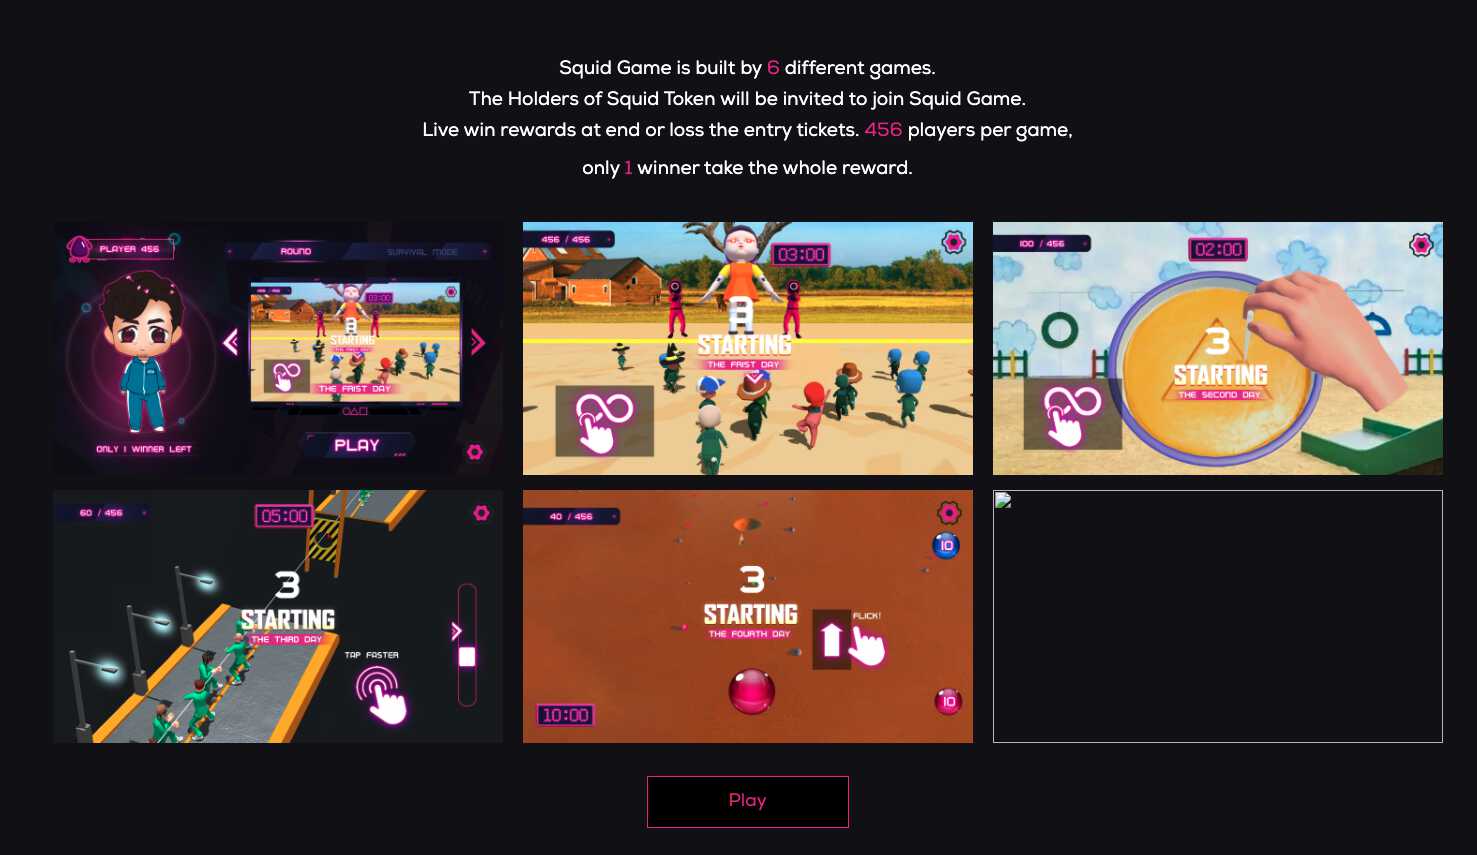 Squid Game is built by 6 different games.
The Holders of Squid Token will be invited to join Squid Game.
Live win rewards at end or loss the entry tickets. 456 players per game,
only 1 winner take the whole reward.
PLAYER 456
ROUND
SURVIVAL MODE
03:00
STARTING
THE FRIST DAY
ONLY 1 WINNER LEFT
PLAY
456 / 456
03:00
3
STARTING
THE FRIST DAY
100 / 456
02:00
3
STARTING
THE SECOND DAY
60 / 456
05:00
3
STARTING
THE THIRD DAY
TAP FASTER
40 / 456
10
3
STARTING
THE FOURTH DAY
FLICK!
10
10:00
Play